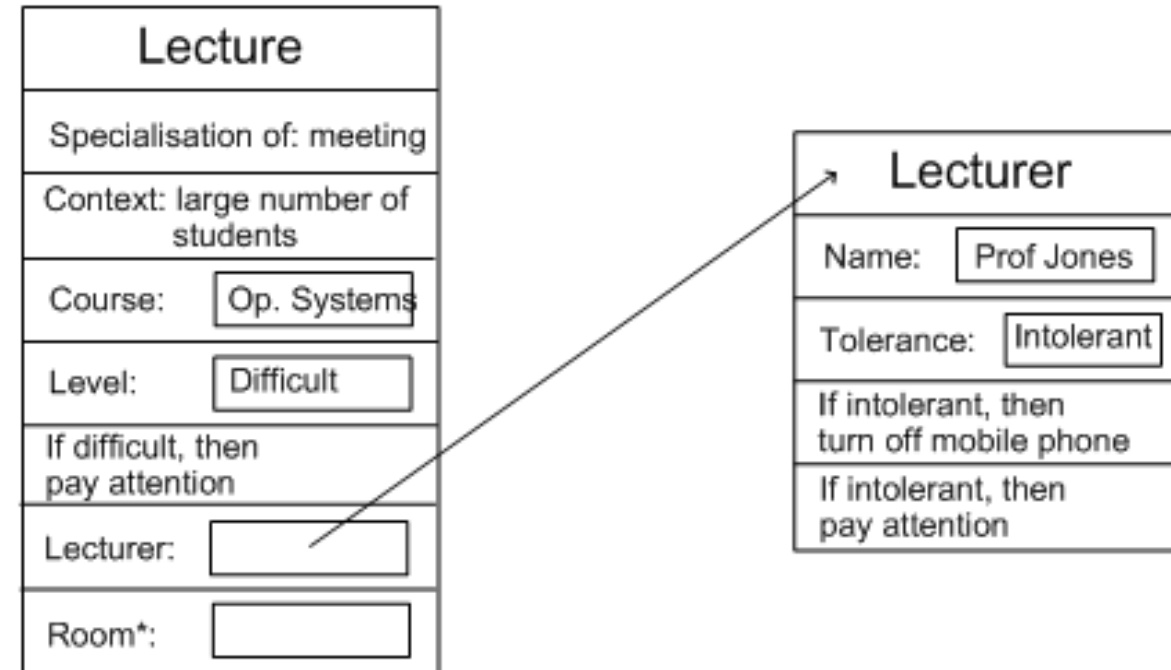 Lecture
Specialisation of: meeting
Context: large number of
students
Course: Op. Systems
Level: Difficult
If difficult, then
pay attention
Lecturer:
Room*:
Lecturer
Name: Prof Jones
Tolerance: Intolerant
If intolerant, then
turn off mobile phone
If intolerant, then
pay attention